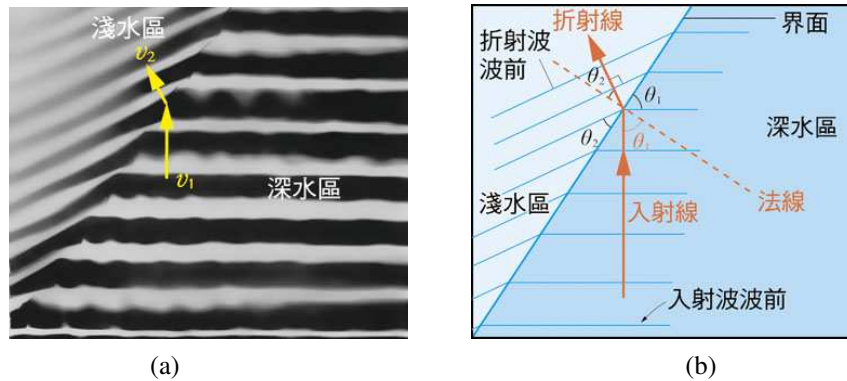 淺水區
v₂
v₁
深水區
(a)
折射線
界面
折射波
波前
θ₂
θ₁
深水區
θ₂
θ₁
淺水區
入射線
法線
入射波波前
(b)